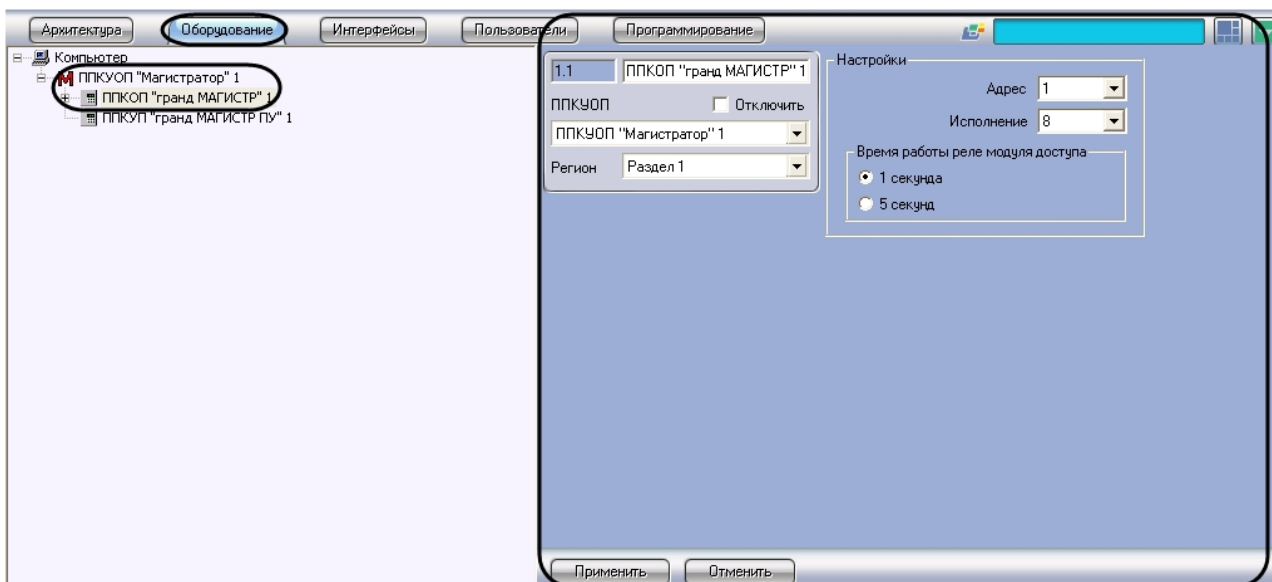 Архитектура Оборудование Интерфейсы Пользователи Программирование
Компьютер
ППКУОП "Магистратор" 1
ППКОП "гранд МАГИСТР" 1
ППКУП "гранд МАГИСТР ПУ" 1
1.1 ППКОП "гранд МАГИСТР" 1
ППКУОП Отключить
ППКУОП "Магистратор" 1
Регион Раздел 1
Настройки
Адрес 1
Исполнение 8
Время работы реле модуля доступа
1 секунда
5 секунд
Применить Отменить